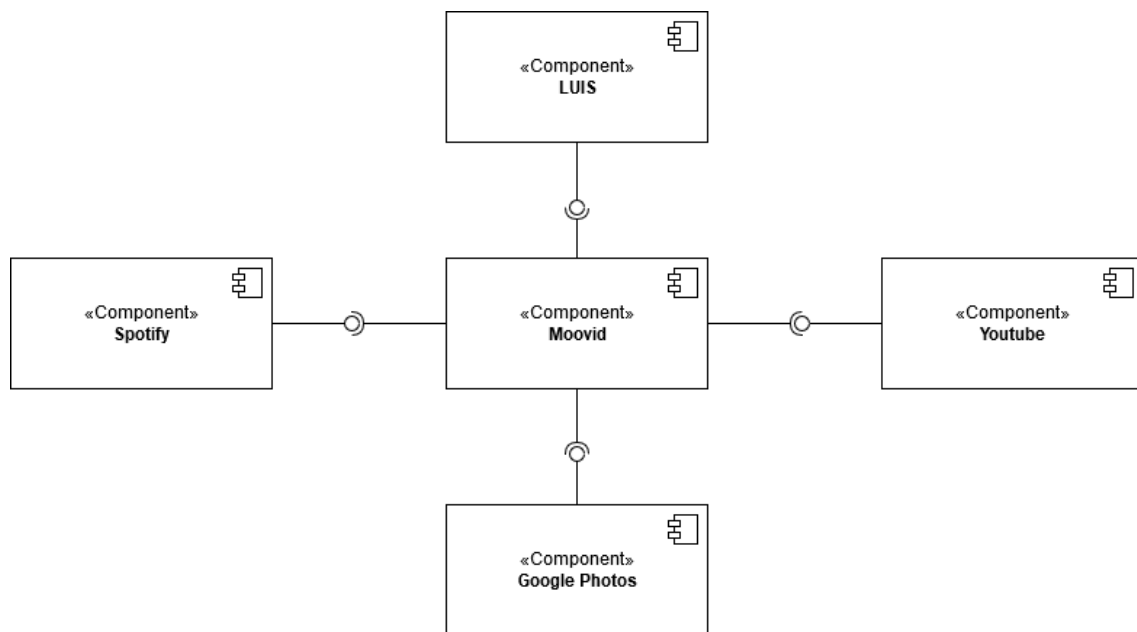 «Component»
LUIS
«Component»
Spotify
«Component»
Moovid
«Component»
Youtube
«Component»
Google Photos